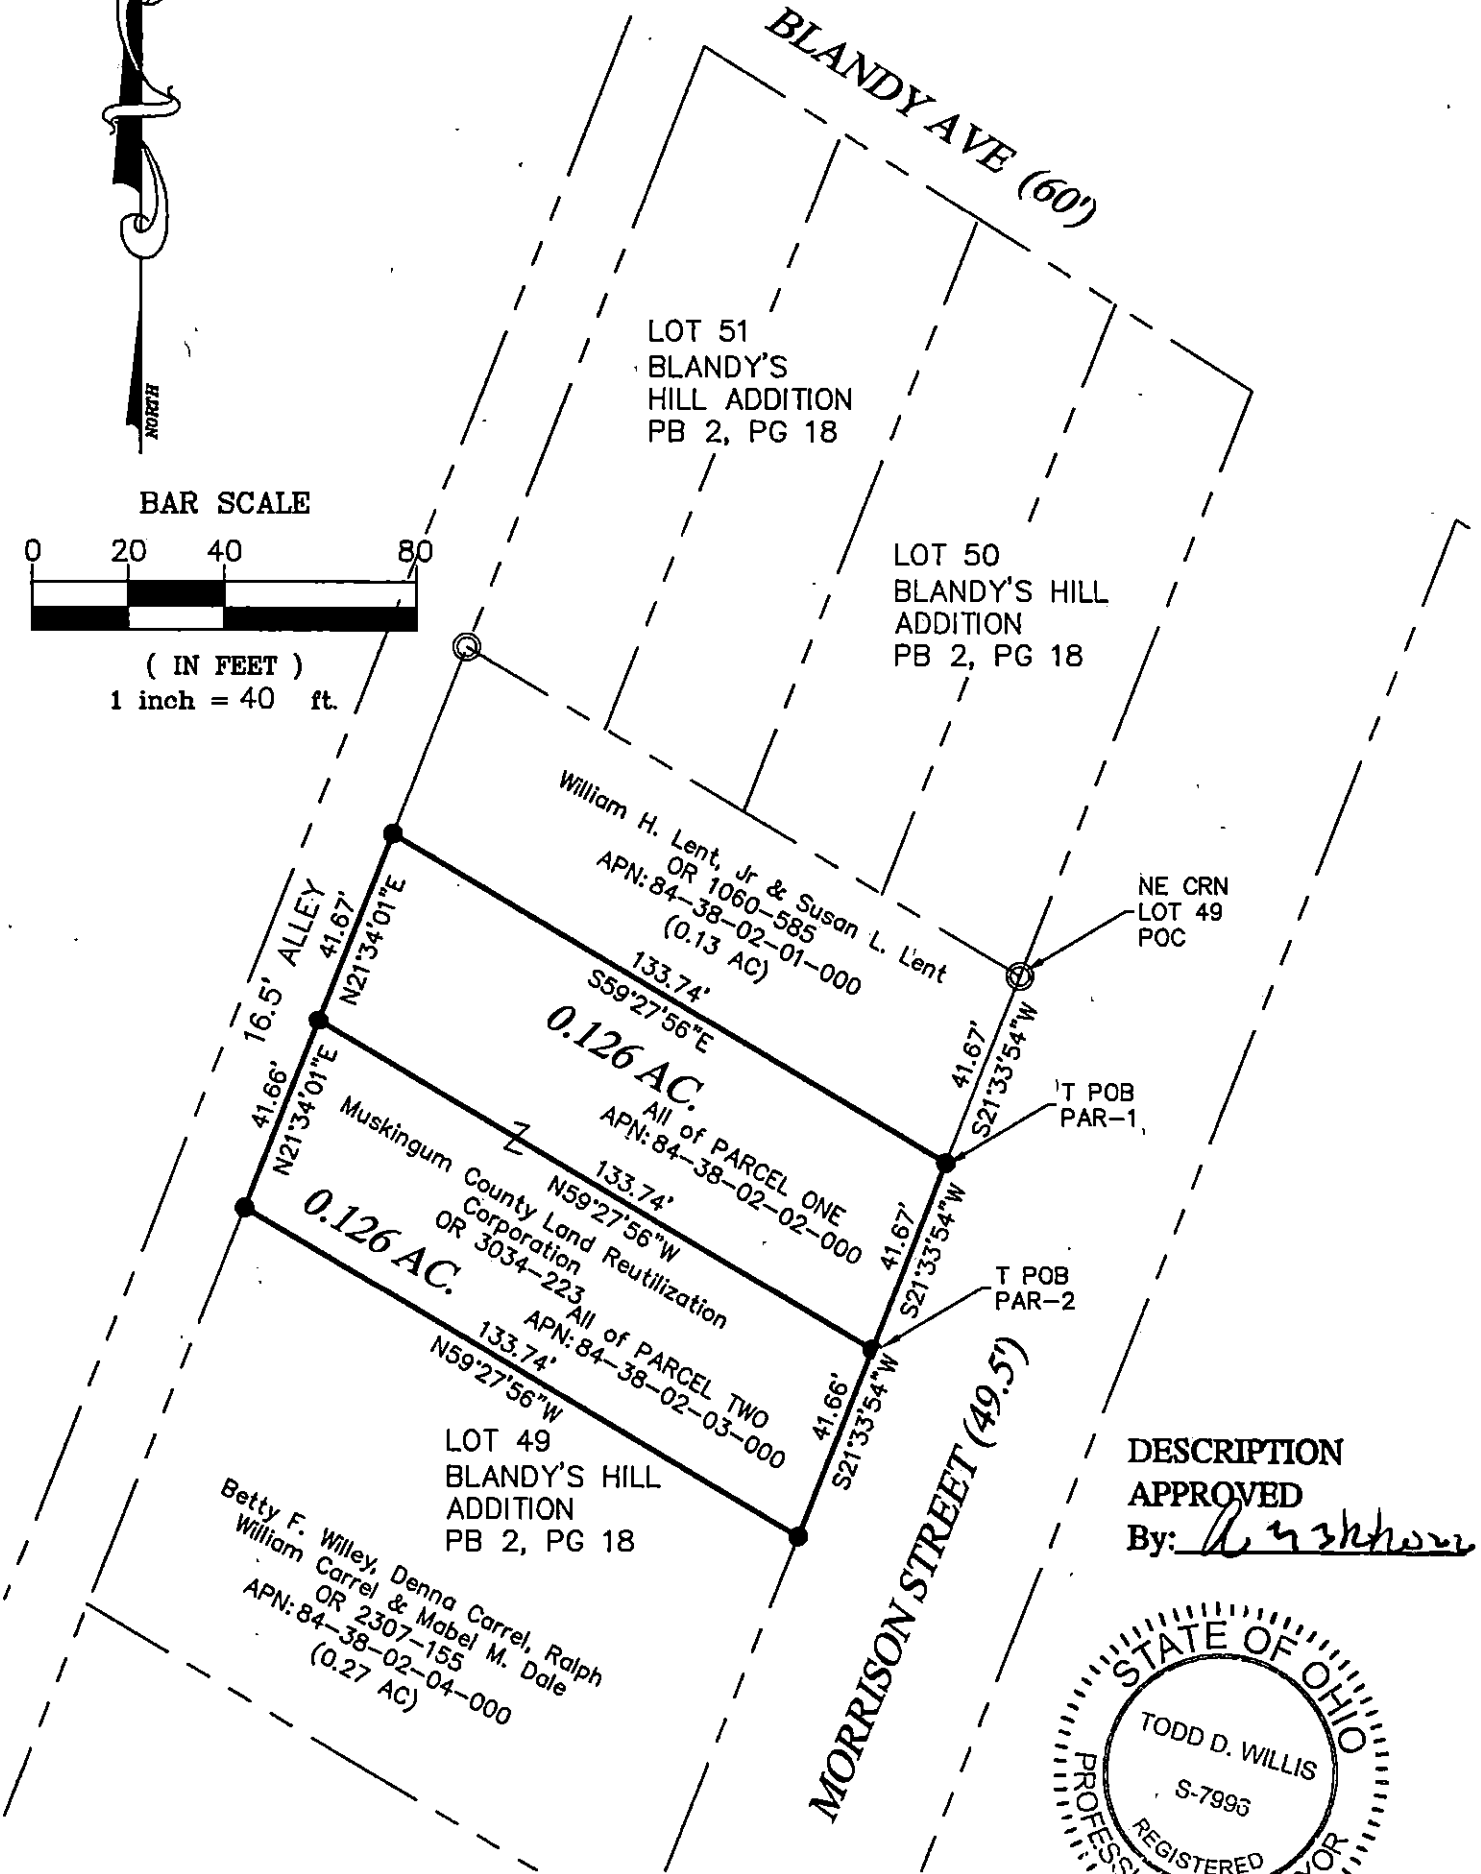 BLANDY AVE (60')
LOT 51
BLANDY'S
HILL ADDITION
PB 2, PG 18
NORTH
BAR SCALE
0 20 40 80
( IN FEET )
1 inch = 40 ft.
LOT 50
BLANDY'S HILL
ADDITION
PB 2, PG 18
William H. Lent, Jr & Susan L. Lent
OR 1060-585
APN: 84-38-02-01-000
(0.13 AC)
NE CRN
LOT 49
POC
16.5' ALLEY
41.67'
N21°34'01"E
133.74'
S59°27'56"E
41.67'
S21°33'54"W
0.126 AC.
All of PARCEL ONE
APN: 84-38-02-02-000
T POB
PAR-1
41.66'
N21°34'01"E
Z
133.74'
N59°27'56"W
41.67'
S21°33'54"W
Muskingum County Land Reutilization
Corporation
OR 3034-223
0.126 AC.
All of PARCEL TWO
APN: 84-38-02-03-000
T POB
PAR-2
133.74'
N59°27'56"W
41.66'
S21°33'54"W
LOT 49
BLANDY'S HILL
ADDITION
PB 2, PG 18
MORRISON STREET (49.5')
Betty F. Willey, Denna Carrel, Ralph
William Carrel & Mabel M. Dale
OR 2307-155
APN: 84-38-02-04-000
(0.27 AC)
DESCRIPTION
APPROVED
By:
STATE OF OHIO
TODD D. WILLIS
S-7996
REGISTERED